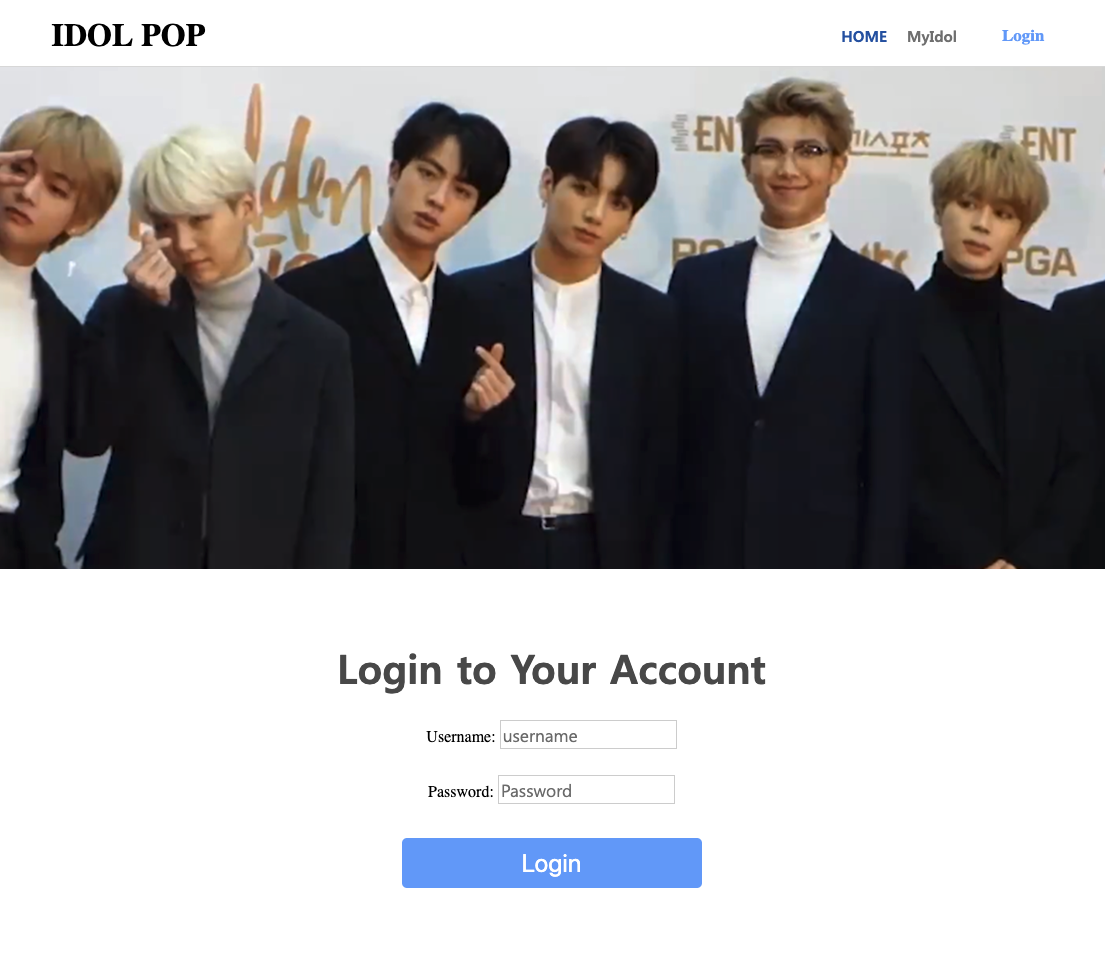 IDOL POP
HOME MyIdol Login
ENT
스포츠
ENT
PGA
Login to Your Account
Username: username
Password: Password
Login